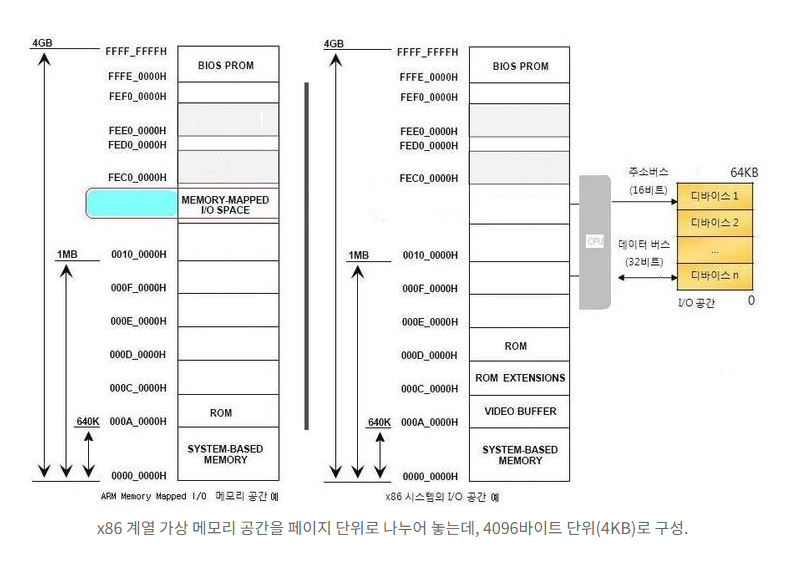 4GB
FFFF_FFFFH
BIOS PROM
FFFE_0000H
FEF0_0000H
FEE0_0000H
FED0_0000H
FEC0_0000H
MEMORY-MAPPED
I/O SPACE
1MB
0010_0000H
000F_0000H
000E_0000H
000D_0000H
000C_0000H
640K
000A_0000H
ROM
SYSTEM-BASED
MEMORY
0000_0000H
ARM Memory Mapped I/O 메모리 공간 예
4GB
FFFF_FFFFH
BIOS PROM
FFFE_0000H
FEF0_0000H
FEE0_0000H
FED0_0000H
FEC0_0000H
1MB
0010_0000H
000F_0000H
000E_0000H
000D_0000H
ROM
000C_0000H
ROM EXTENSIONS
640K
000A_0000H
VIDEO BUFFER
SYSTEM-BASED
MEMORY
0000_0000H
x86 시스템의 I/O 공간 예
CPU
주소버스
(16비트)
데이터 버스
(32비트)
64KB
디바이스 1
디바이스 2
...
디바이스 n
I/O 공간
0
x86 계열 가상 메모리 공간을 페이지 단위로 나누어 놓는데, 4096바이트 단위(4KB)로 구성.